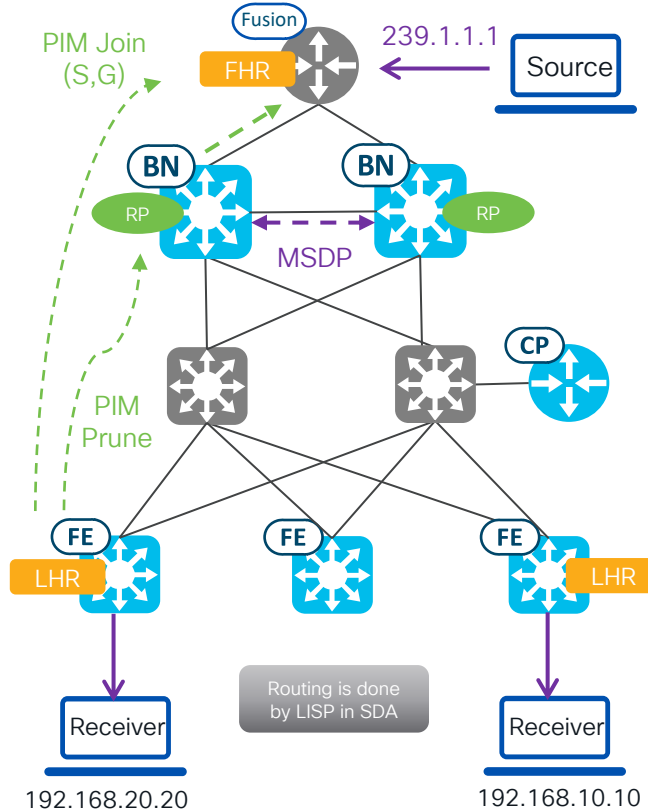 Fusion
PIM Join
(S,G)
239.1.1.1
FHR
Source
BN
BN
RP
RP
MSDP
CP
PIM
Prune
FE
FE
FE
LHR
LHR
Routing is done
by LISP in SDA
Receiver
Receiver
192.168.20.20
192.168.10.10